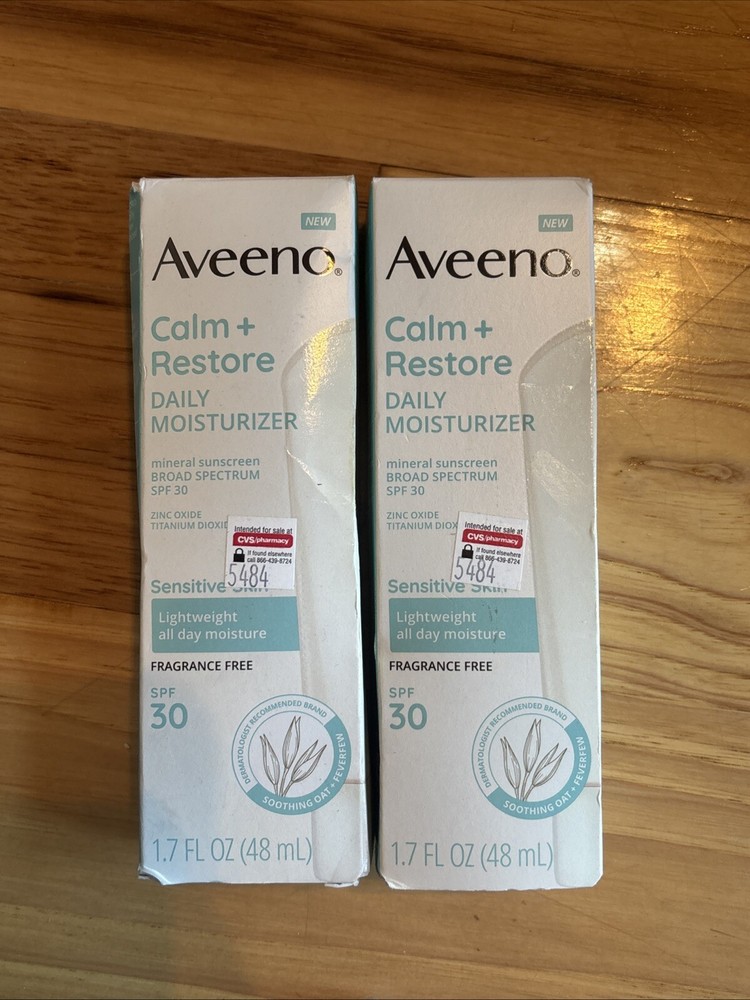 NEW
Aveeno®
Calm +
Restore
DAILY
MOISTURIZER
mineral sunscreen
BROAD SPECTRUM
SPF 30
ZINC OXIDE
TITANIUM
Intended for sale at
CVS/pharmacy
If found elsewhere
call 866-439-8724
5484
Sensitive
Lightweight
all day moisture
FRAGRANCE FREE
SPF
30
DERMATOLOGIST RECOMMENDED BRAND
SOOTHING OAT + FEVERFEW
1.7 FL OZ (48 mL)
NEW
Aveeno®
Calm +
Restore
DAILY
MOISTURIZER
mineral sunscreen
BROAD SPECTRUM
SPF 30
ZINC OXIDE
TITANIUM
Intended for sale at
CVS/pharmacy
If found elsewhere
call 866-439-8724
5484
Sensitive Skin
Lightweight
all day moisture
FRAGRANCE FREE
SPF
30
DERMATOLOGIST RECOMMENDED BRAND
SOOTHING OAT + FEVERFEW
1.7 FL OZ (48 mL)